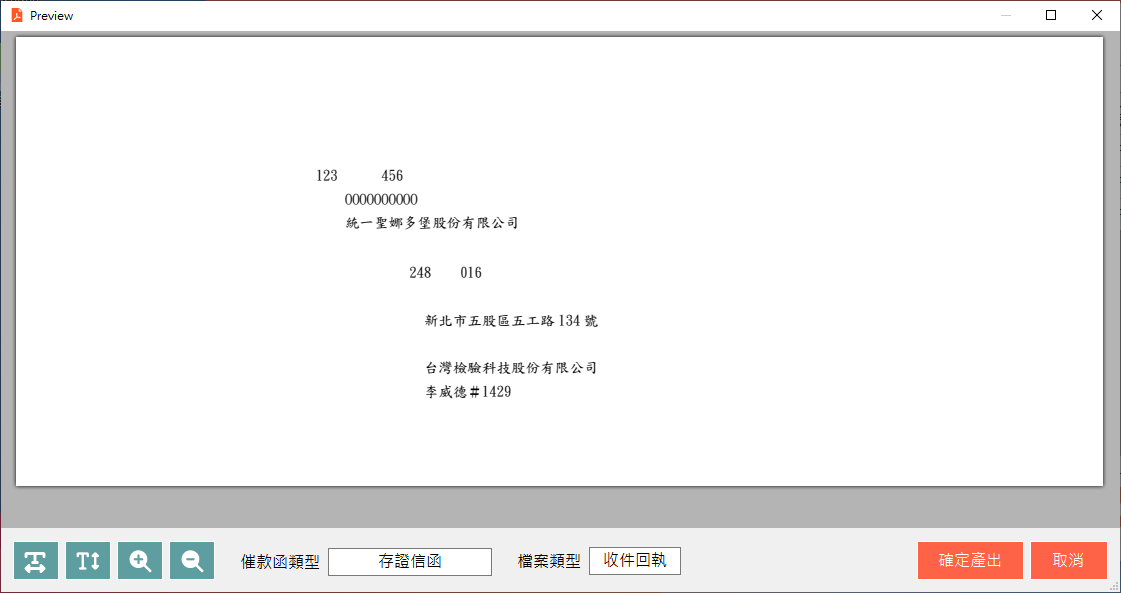 Preview
123 456
0000000000
統一聖娜多堡股份有限公司
248 016
新北市五股區五工路 134 號
台灣檢驗科技股份有限公司
李威德#1429
催款函類型 存證信函 檔案類型 收件回執 確定產出 取消